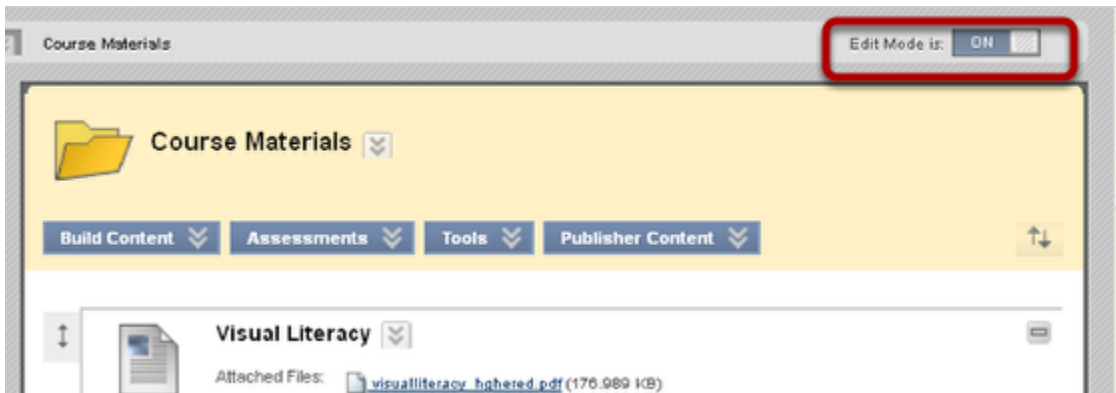 Course Materials Edit Mode is: ON
Course Materials
Build Content Assessments Tools Publisher Content
Visual Literacy
Attached Files: visualliteracy_hghered.pdf (176.989 KB)